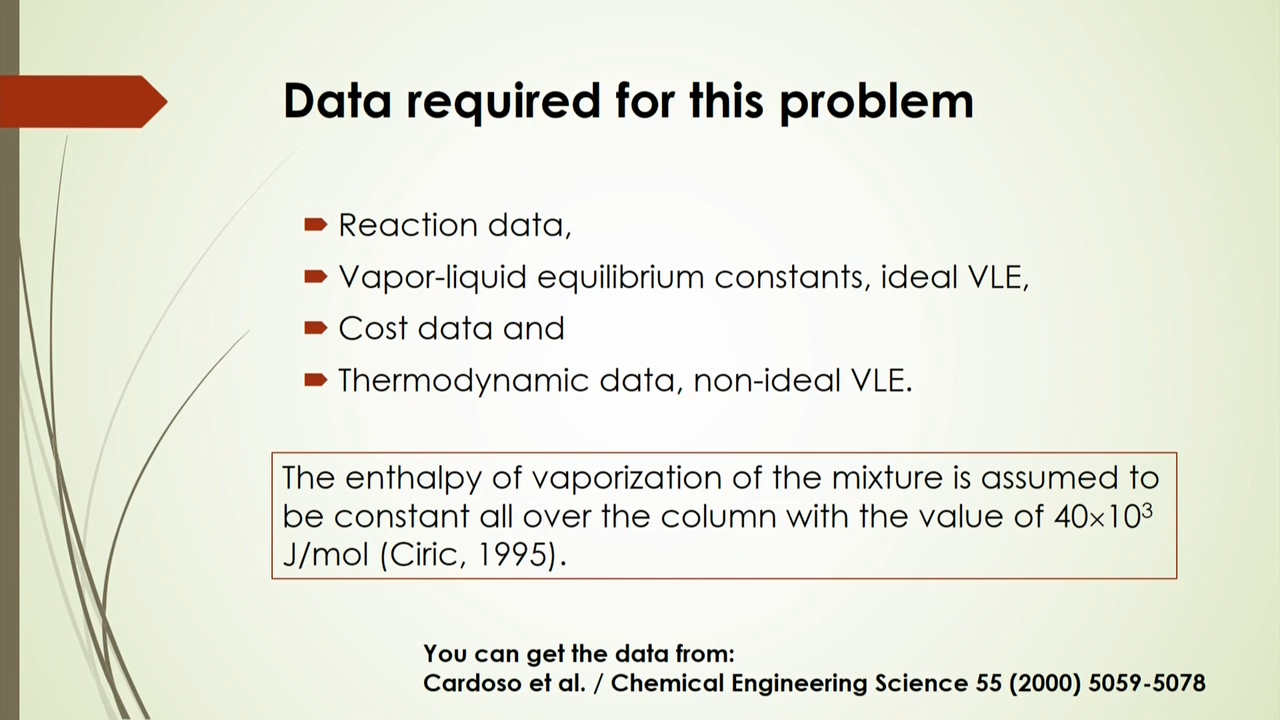 Data required for this problem
Reaction data,
Vapor-liquid equilibrium constants, ideal VLE,
Cost data and
Thermodynamic data, non-ideal VLE.
The enthalpy of vaporization of the mixture is assumed to
be constant all over the column with the value of 40×10³
J/mol (Ciric, 1995).
You can get the data from:
Cardoso et al. / Chemical Engineering Science 55 (2000) 5059-5078